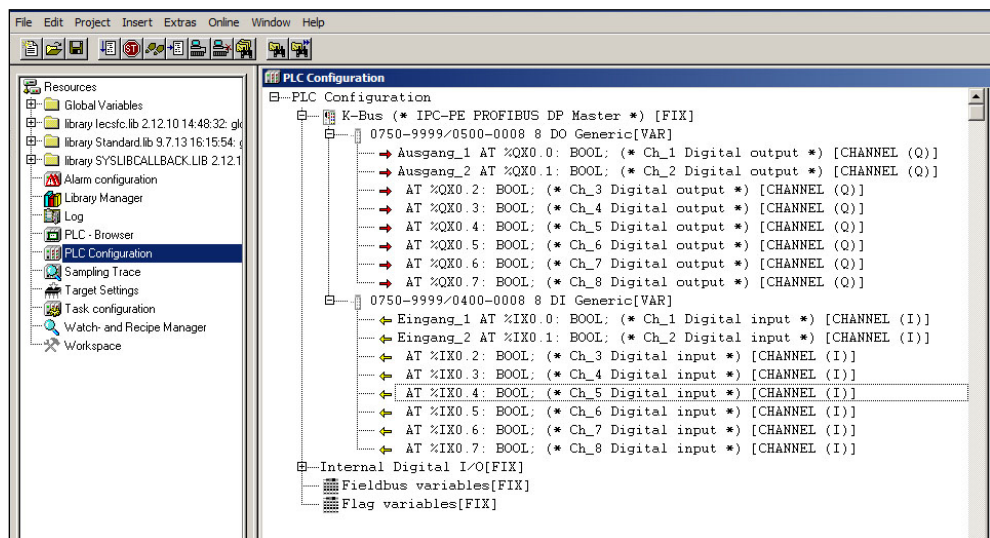 File Edit Project Insert Extras Online Window Help
Resources
Global Variables
library Iecsfc.lib 2.12.10 14:48:32: glo
library Standard.lib 9.7.13 16:15:54: g
library SYSLIBCALLBACK.LIB 2.12.1
Alarm configuration
Library Manager
Log
PLC - Browser
PLC Configuration
Sampling Trace
Target Settings
Task configuration
Watch- and Recipe Manager
Workspace
PLC Configuration
PLC Configuration
K-Bus (* IPC-PE PROFIBUS DP Master *) [FIX]
0750-9999/0500-0008 8 DO Generic[VAR]
Ausgang_1 AT %QX0.0: BOOL; (* Ch_1 Digital output *) [CHANNEL (Q)]
Ausgang_2 AT %QX0.1: BOOL; (* Ch_2 Digital output *) [CHANNEL (Q)]
AT %QX0.2: BOOL; (* Ch_3 Digital output *) [CHANNEL (Q)]
AT %QX0.3: BOOL; (* Ch_4 Digital output *) [CHANNEL (Q)]
AT %QX0.4: BOOL; (* Ch_5 Digital output *) [CHANNEL (Q)]
AT %QX0.5: BOOL; (* Ch_6 Digital output *) [CHANNEL (Q)]
AT %QX0.6: BOOL; (* Ch_7 Digital output *) [CHANNEL (Q)]
AT %QX0.7: BOOL; (* Ch_8 Digital output *) [CHANNEL (Q)]
0750-9999/0400-0008 8 DI Generic[VAR]
Eingang_1 AT %IX0.0: BOOL; (* Ch_1 Digital input *) [CHANNEL (I)]
Eingang_2 AT %IX0.1: BOOL; (* Ch_2 Digital input *) [CHANNEL (I)]
AT %IX0.2: BOOL; (* Ch_3 Digital input *) [CHANNEL (I)]
AT %IX0.3: BOOL; (* Ch_4 Digital input *) [CHANNEL (I)]
AT %IX0.4: BOOL; (* Ch_5 Digital input *) [CHANNEL (I)]
AT %IX0.5: BOOL; (* Ch_6 Digital input *) [CHANNEL (I)]
AT %IX0.6: BOOL; (* Ch_7 Digital input *) [CHANNEL (I)]
AT %IX0.7: BOOL; (* Ch_8 Digital input *) [CHANNEL (I)]
Internal Digital I/O[FIX]
Fieldbus variables[FIX]
Flag variables[FIX]